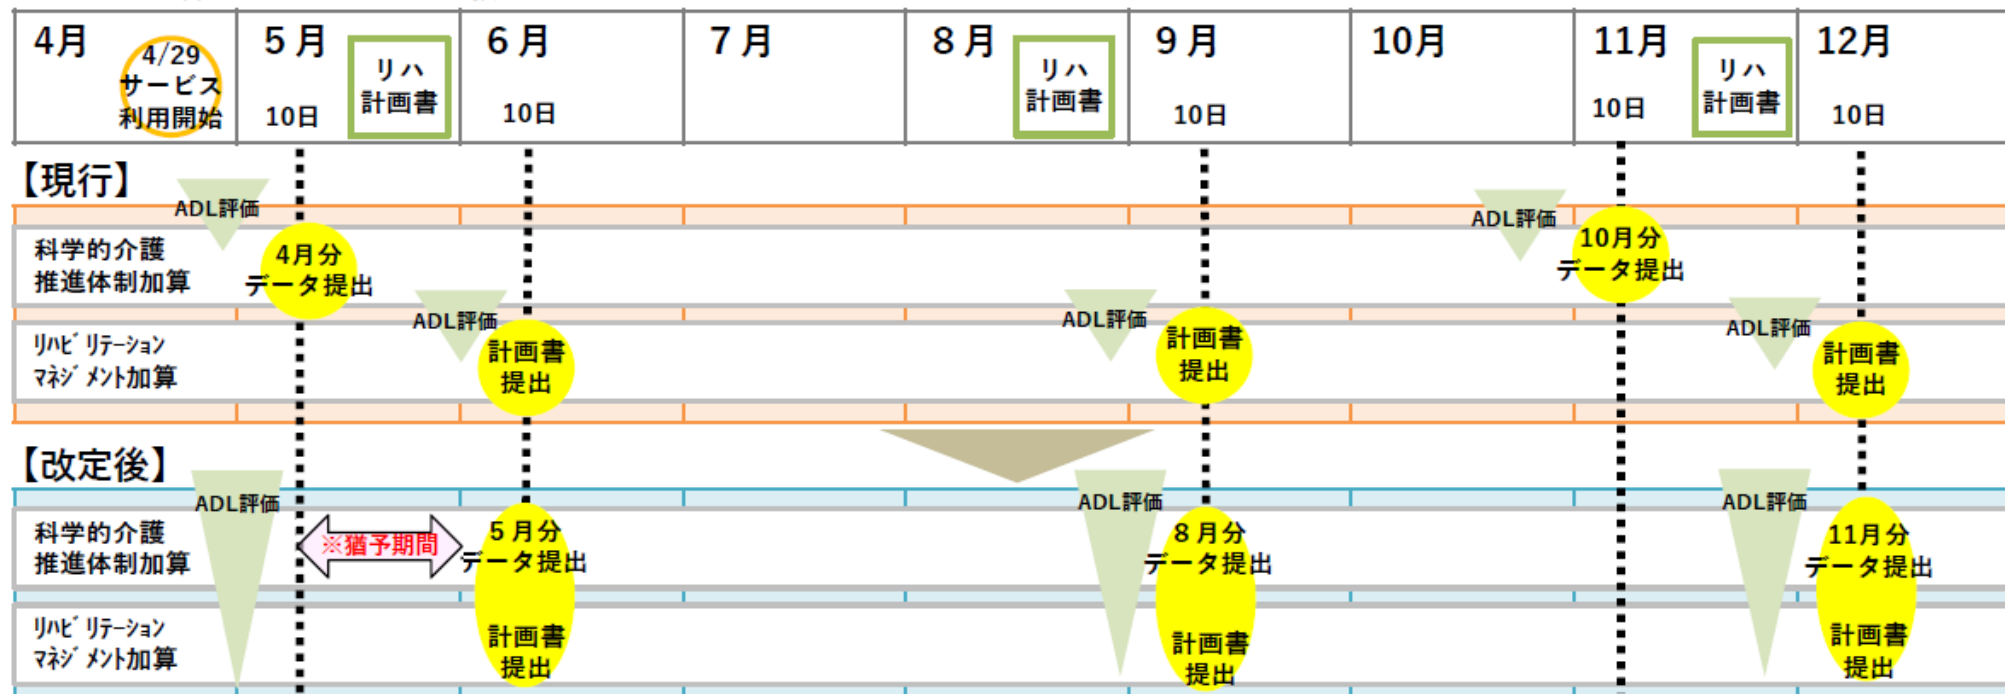 4月
4/29
サービス
利用開始
5月
10日
リハ
計画書
6月
10日
7月
8月
リハ
計画書
9月
10日
10月
11月
10日
リハ
計画書
12月
10日
【現行】
ADL評価
ADL評価
科学的介護
推進体制加算
4月分
データ提出
10月分
データ提出
ADL評価
ADL評価
ADL評価
リハビリテーション
マネジメント加算
計画書
提出
計画書
提出
計画書
提出
【改定後】
ADL評価
ADL評価
ADL評価
科学的介護
推進体制加算
※猶予期間
5月分
データ提出
8月分
データ提出
11月分
データ提出
リハビリテーション
マネジメント加算
計画書
提出
計画書
提出
計画書
提出